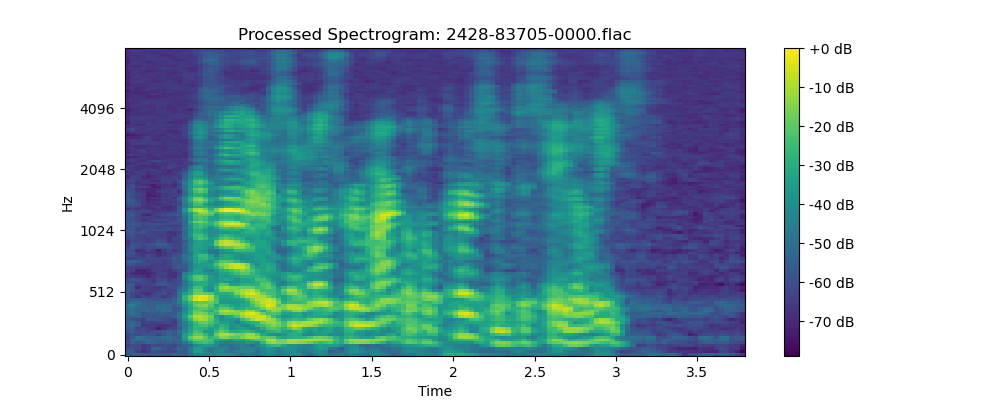 Processed Spectrogram: 2428-83705-0000.flac
+0 dB
4096
-10 dB
-20 dB
2048
-30 dB
Hz
1024
-40 dB
-50 dB
512
-60 dB
-70 dB
0
0 0.5 1 1.5 2 2.5 3 3.5
Time